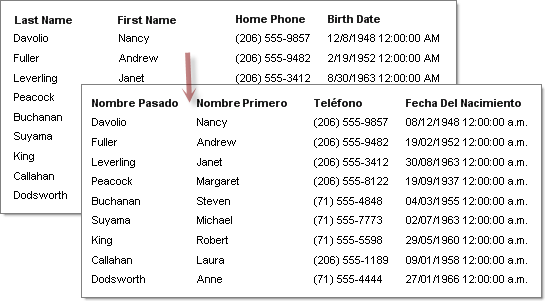 Last Name First Name Home Phone Birth Date
Davolio Nancy (206) 555-9857 12/8/1948 12:00:00 AM
Fuller Andrew (206) 555-9482 2/19/1952 12:00:00 AM
Leverling Janet (206) 555-3412 8/30/1963 12:00:00 AM
Peacock
Buchanan
Suyama
King
Callahan
Dodsworth
Nombre Pasado Nombre Primero Teléfono Fecha Del Nacimiento
Davolio Nancy (206) 555-9857 08/12/1948 12:00:00 a.m.
Fuller Andrew (206) 555-9482 19/02/1952 12:00:00 a.m.
Leverling Janet (206) 555-3412 30/08/1963 12:00:00 a.m.
Peacock Margaret (206) 555-8122 19/09/1937 12:00:00 a.m.
Buchanan Steven (71) 555-4848 04/03/1955 12:00:00 a.m.
Suyama Michael (71) 555-7773 02/07/1963 12:00:00 a.m.
King Robert (71) 555-5598 29/05/1960 12:00:00 a.m.
Callahan Laura (206) 555-1189 09/01/1958 12:00:00 a.m.
Dodsworth Anne (71) 555-4444 27/01/1966 12:00:00 a.m.